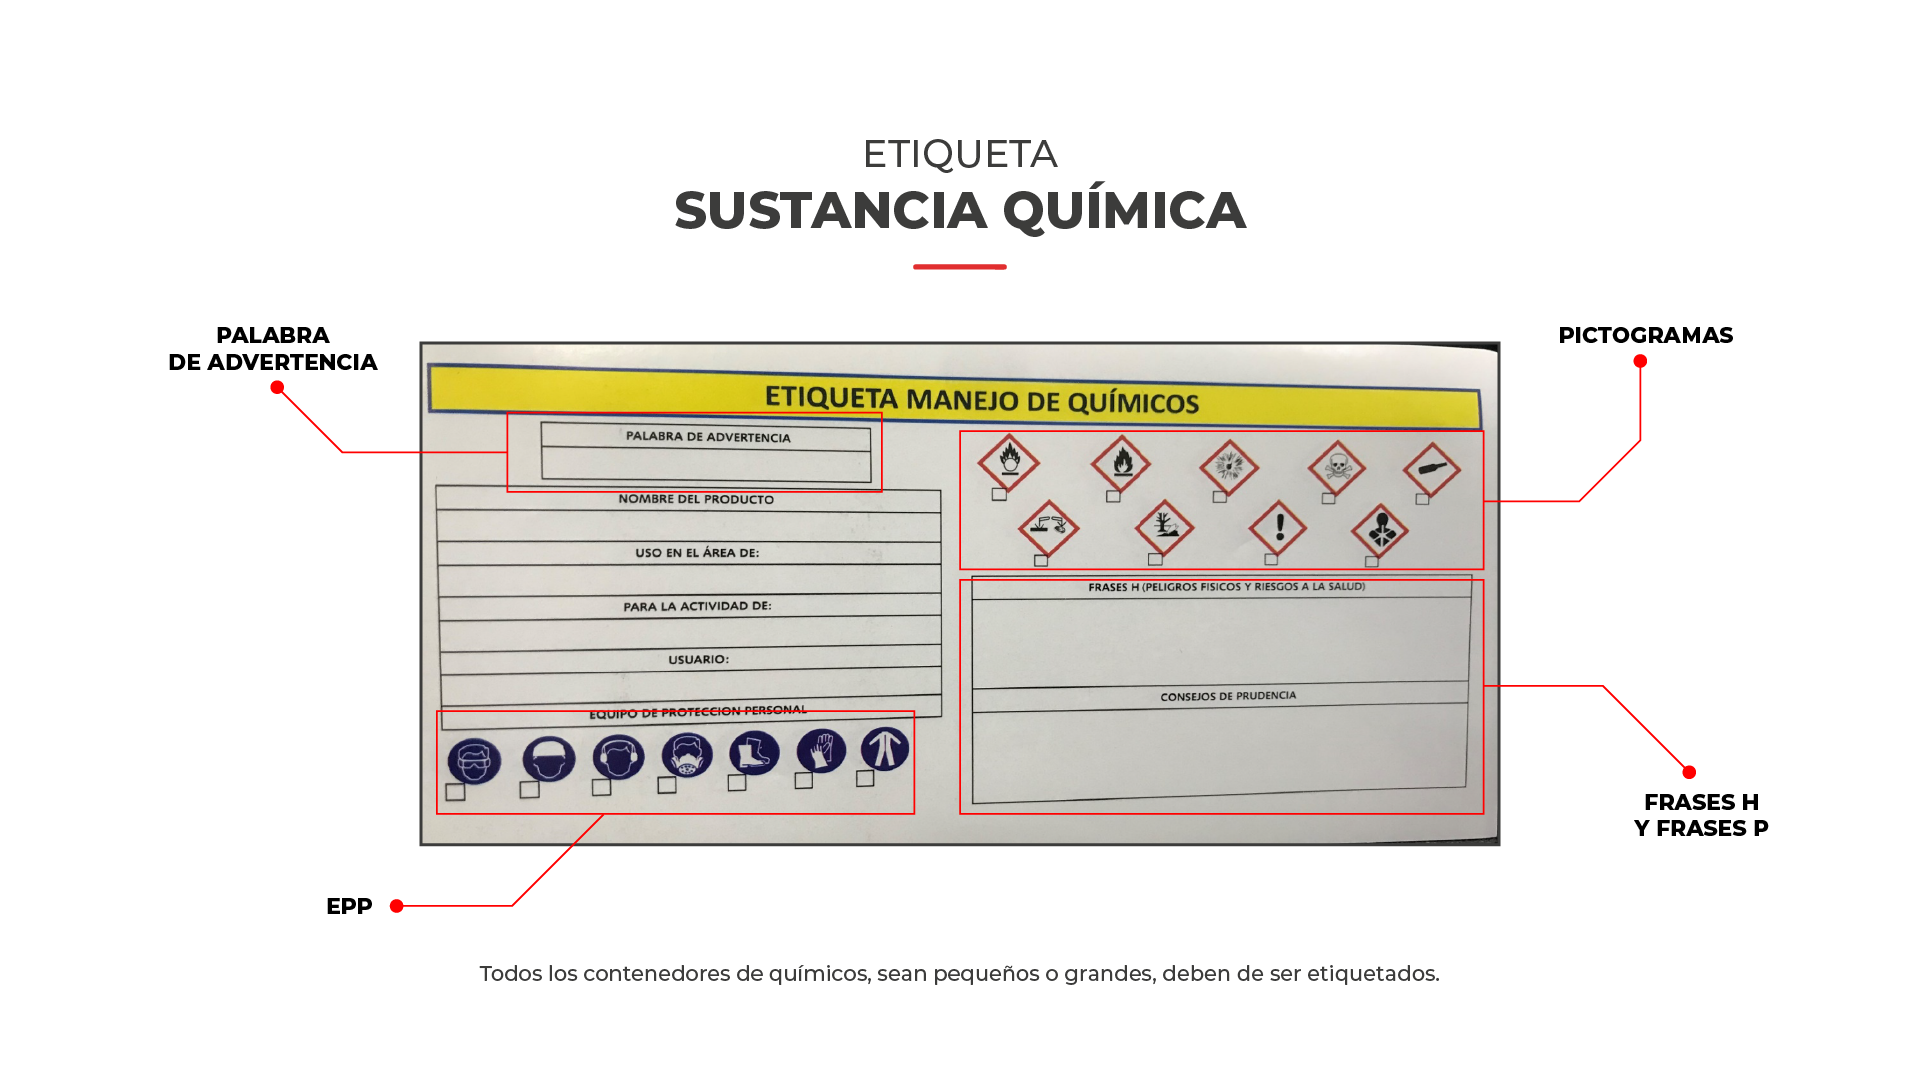 ETIQUETA
SUSTANCIA QUÍMICA
PALABRA
DE ADVERTENCIA
PICTOGRAMAS
ETIQUETA MANEJO DE QUÍMICOS
PALABRA DE ADVERTENCIA
NOMBRE DEL PRODUCTO
USO EN EL ÁREA DE:
PARA LA ACTIVIDAD DE:
USUARIO:
EQUIPO DE PROTECCION PERSONAL
FRASES H (PELIGROS FISICOS Y RIESGOS A LA SALUD)
CONSEJOS DE PRUDENCIA
FRASES H
Y FRASES P
EPP
Todos los contenedores de químicos, sean pequeños o grandes, deben de ser etiquetados.